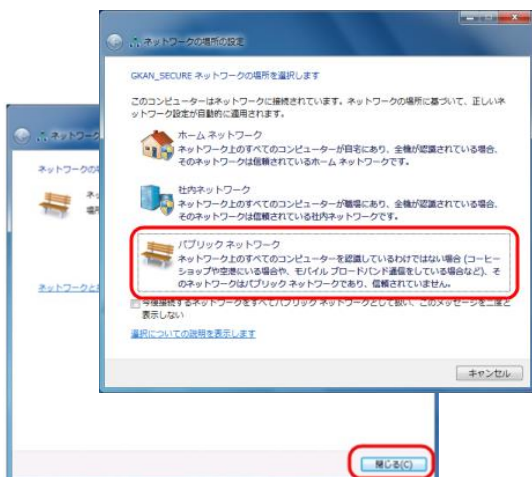 ネットワークの場所の設定
GKAN_SECURE ネットワークの場所を選択します
このコンピューターはネットワークに接続されています。ネットワークの場所に基づいて、正しいネ
ットワーク設定が自動的に適用されます。
ホーム ネットワーク
ネットワーク上のすべてのコンピューターが自宅にあり、全機が認識されている場合、
そのネットワークは信頼されているホーム ネットワークです。
社内ネットワーク
ネットワーク上のすべてのコンピューターが職場にあり、全機が認識されている場合、
そのネットワークは信頼されている社内ネットワークです。
パブリック ネットワーク
ネットワーク上のすべてのコンピューターを認識しているわけではない場合 (コーヒー
ショップや空港にいる場合や、モバイル ブロードバンド通信をしている場合など)、そ
のネットワークはパブリック ネットワークであり、信頼されていません。
今後接続するネットワークをすべてパブリック ネットワークとして扱い、このメッセージを二度と
表示しない
選択についての説明を表示します
キャンセル
ネットワーク
ネットワークの
ネッ
場所
ネットワークと
閉じる(C)